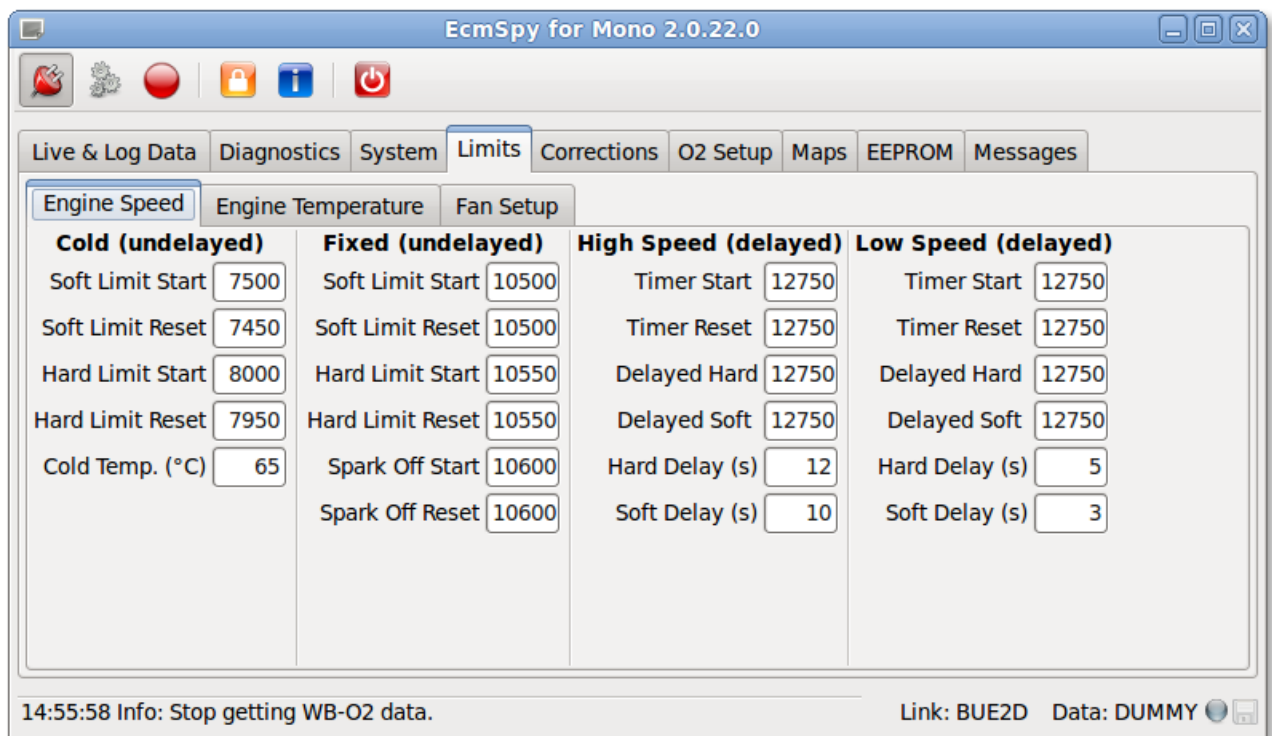 EcmSpy for Mono 2.0.22.0
Live & Log Data Diagnostics System Limits Corrections O2 Setup Maps EEPROM Messages
Engine Speed Engine Temperature Fan Setup
Cold (undelayed) Fixed (undelayed) High Speed (delayed) Low Speed (delayed)
Soft Limit Start 7500 Soft Limit Start 10500 Timer Start 12750 Timer Start 12750
Soft Limit Reset 7450 Soft Limit Reset 10500 Timer Reset 12750 Timer Reset 12750
Hard Limit Start 8000 Hard Limit Start 10550 Delayed Hard 12750 Delayed Hard 12750
Hard Limit Reset 7950 Hard Limit Reset 10550 Delayed Soft 12750 Delayed Soft 12750
Cold Temp. (°C) 65 Spark Off Start 10600 Hard Delay (s) 12 Hard Delay (s) 5
Spark Off Reset 10600 Soft Delay (s) 10 Soft Delay (s) 3
14:55:58 Info: Stop getting WB-O2 data. Link: BUE2D Data: DUMMY